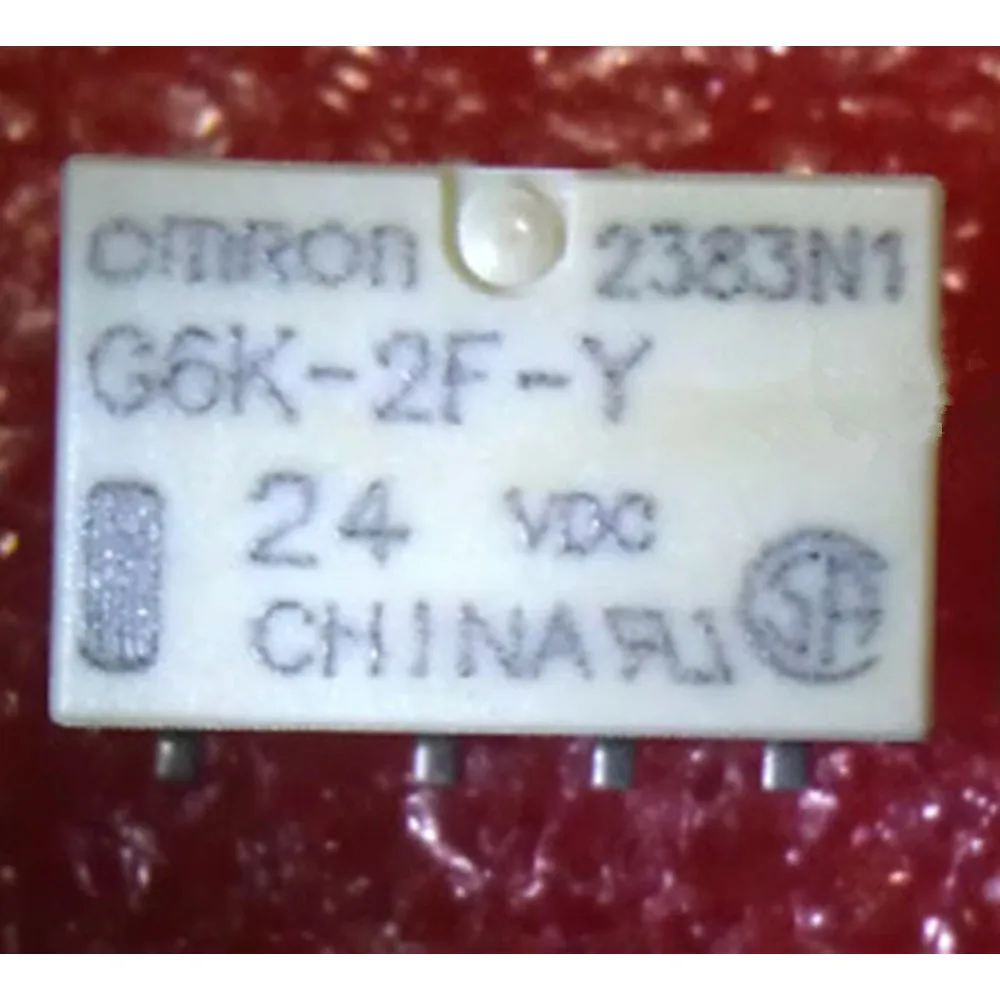 omRon 2383N1
G6K-2F-Y
24 VDC
CHINA